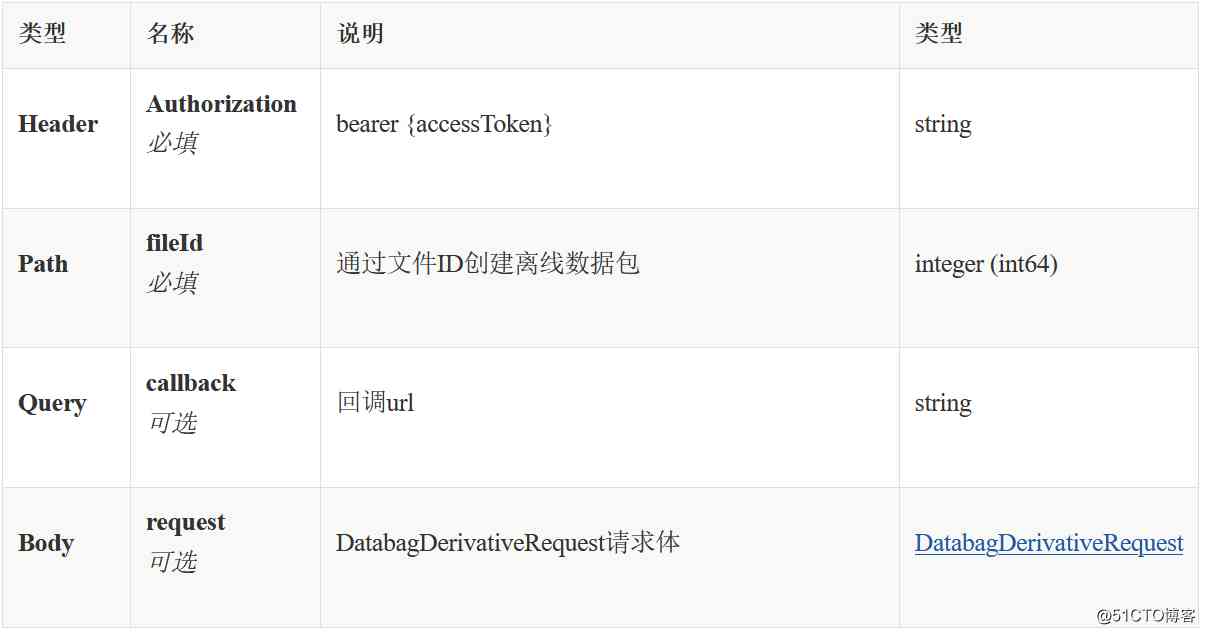 类型 名称 说明 类型
Header Authorization 必填 bearer {accessToken} string
Path fileId 必填 通过文件ID创建离线数据包 integer (int64)
Query callback 可选 回调url string
Body request 可选 DatabagDerivativeRequest请求体 DatabagDerivativeRequest
@51CTO博客